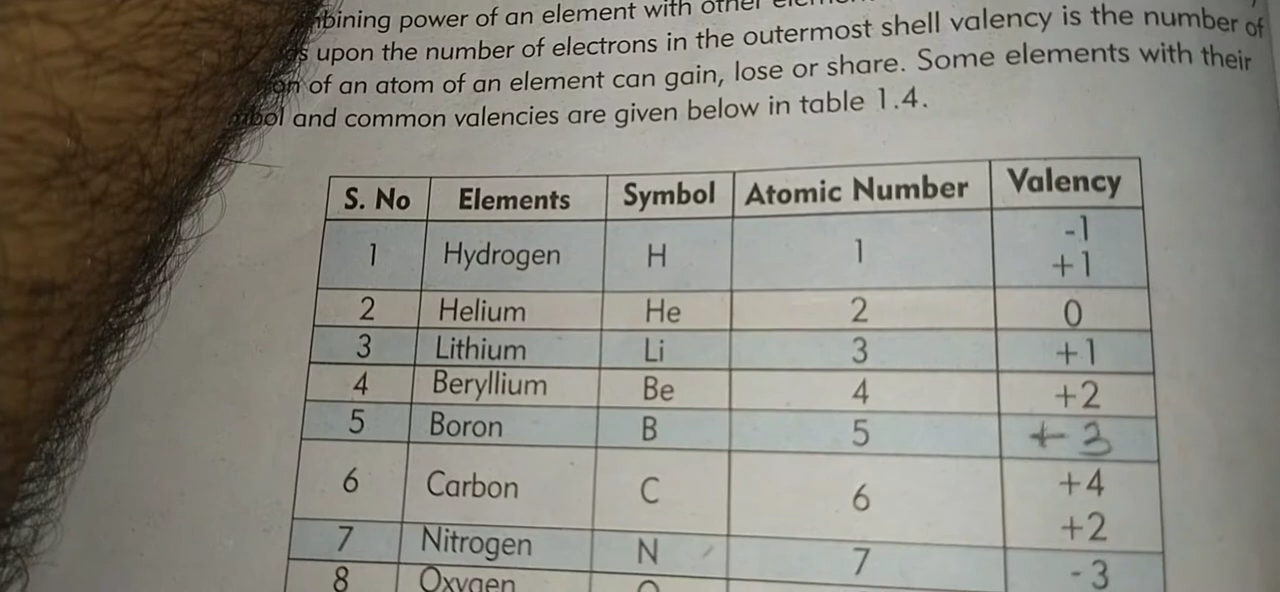 bining power of an element with other
upon the number of electrons in the outermost shell valency is the number of
of an atom of an element can gain, lose or share. Some elements with their
and common valencies are given below in table 1.4.
S. No Elements Symbol Atomic Number Valency
1 Hydrogen H 1 -1 +1
2 Helium He 2 0
3 Lithium Li 3 +1
4 Beryllium Be 4 +2
5 Boron B 5 +3
6 Carbon C 6 +4 +2
7 Nitrogen N 7 -3
8 Oxygen